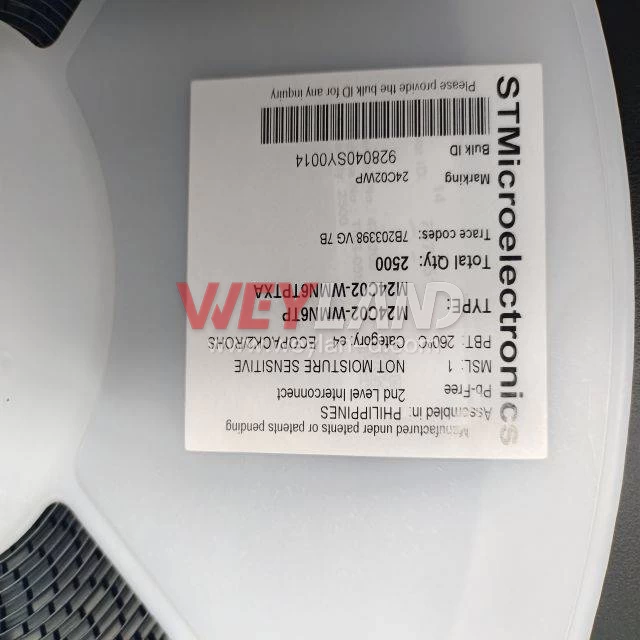 STMicroelectronics
Manufactured under patents or patents pending
Assembled in: PHILIPPINES
Pb-Free 2nd Level Interconnect
MSL: 1 NOT MOISTURE SENSITIVE
PBT: 260°C Category: e4 ECOPACK2/ROHS
TYPE: M24C02-WMN6TP
M24C02-WMN6TPTXA
Total Qty: 2500
Trace codes: 7B203398 VG 7B
Marking 24C02WP
Bulk ID 928040SY0014
Please provide the bulk ID for any inquiry
WEYLAND